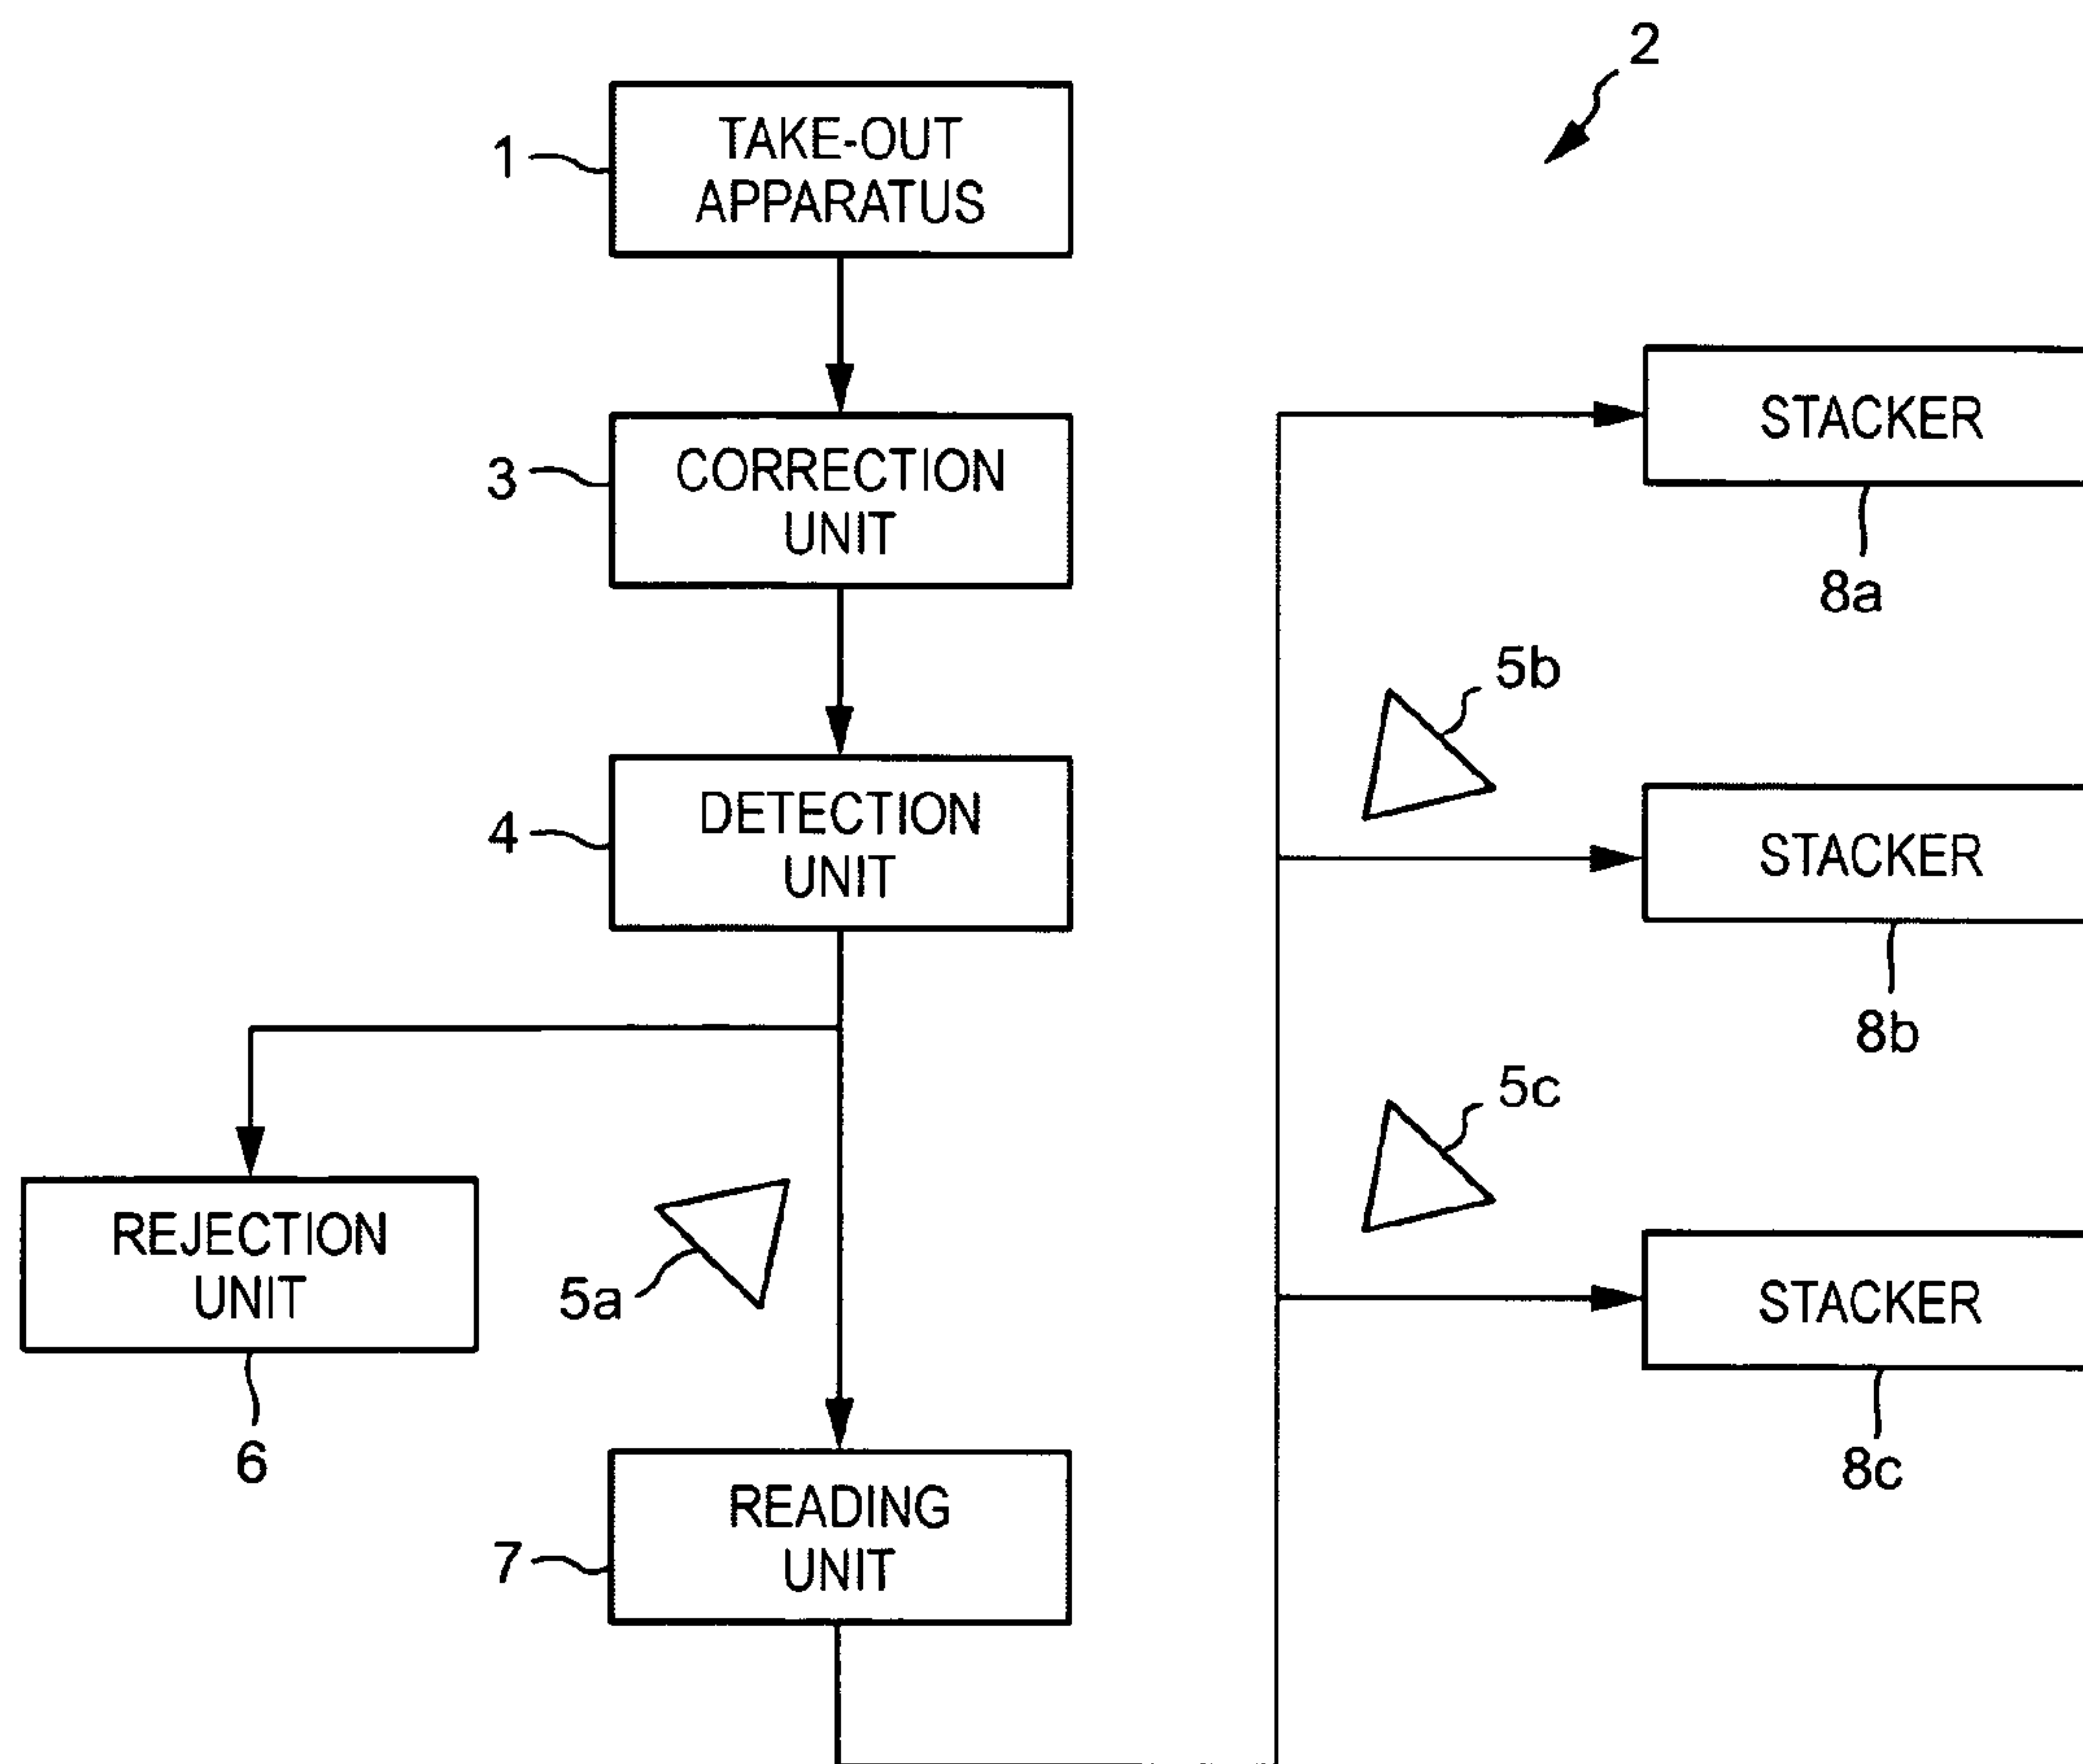 2
1
TAKE-OUT
APPARATUS
3
CORRECTION
UNIT
4
DETECTION
UNIT
REJECTION
UNIT
6
5a
7
READING
UNIT
STACKER
8a
5b
STACKER
8b
5c
STACKER
8c